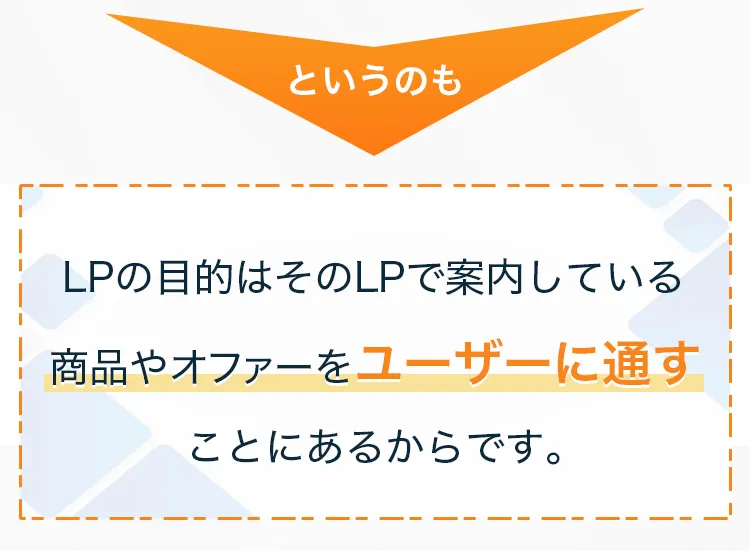 というのも
LPの目的はそのLPで案内している
商品やオファーをユーザーに通す
ことにあるからです。